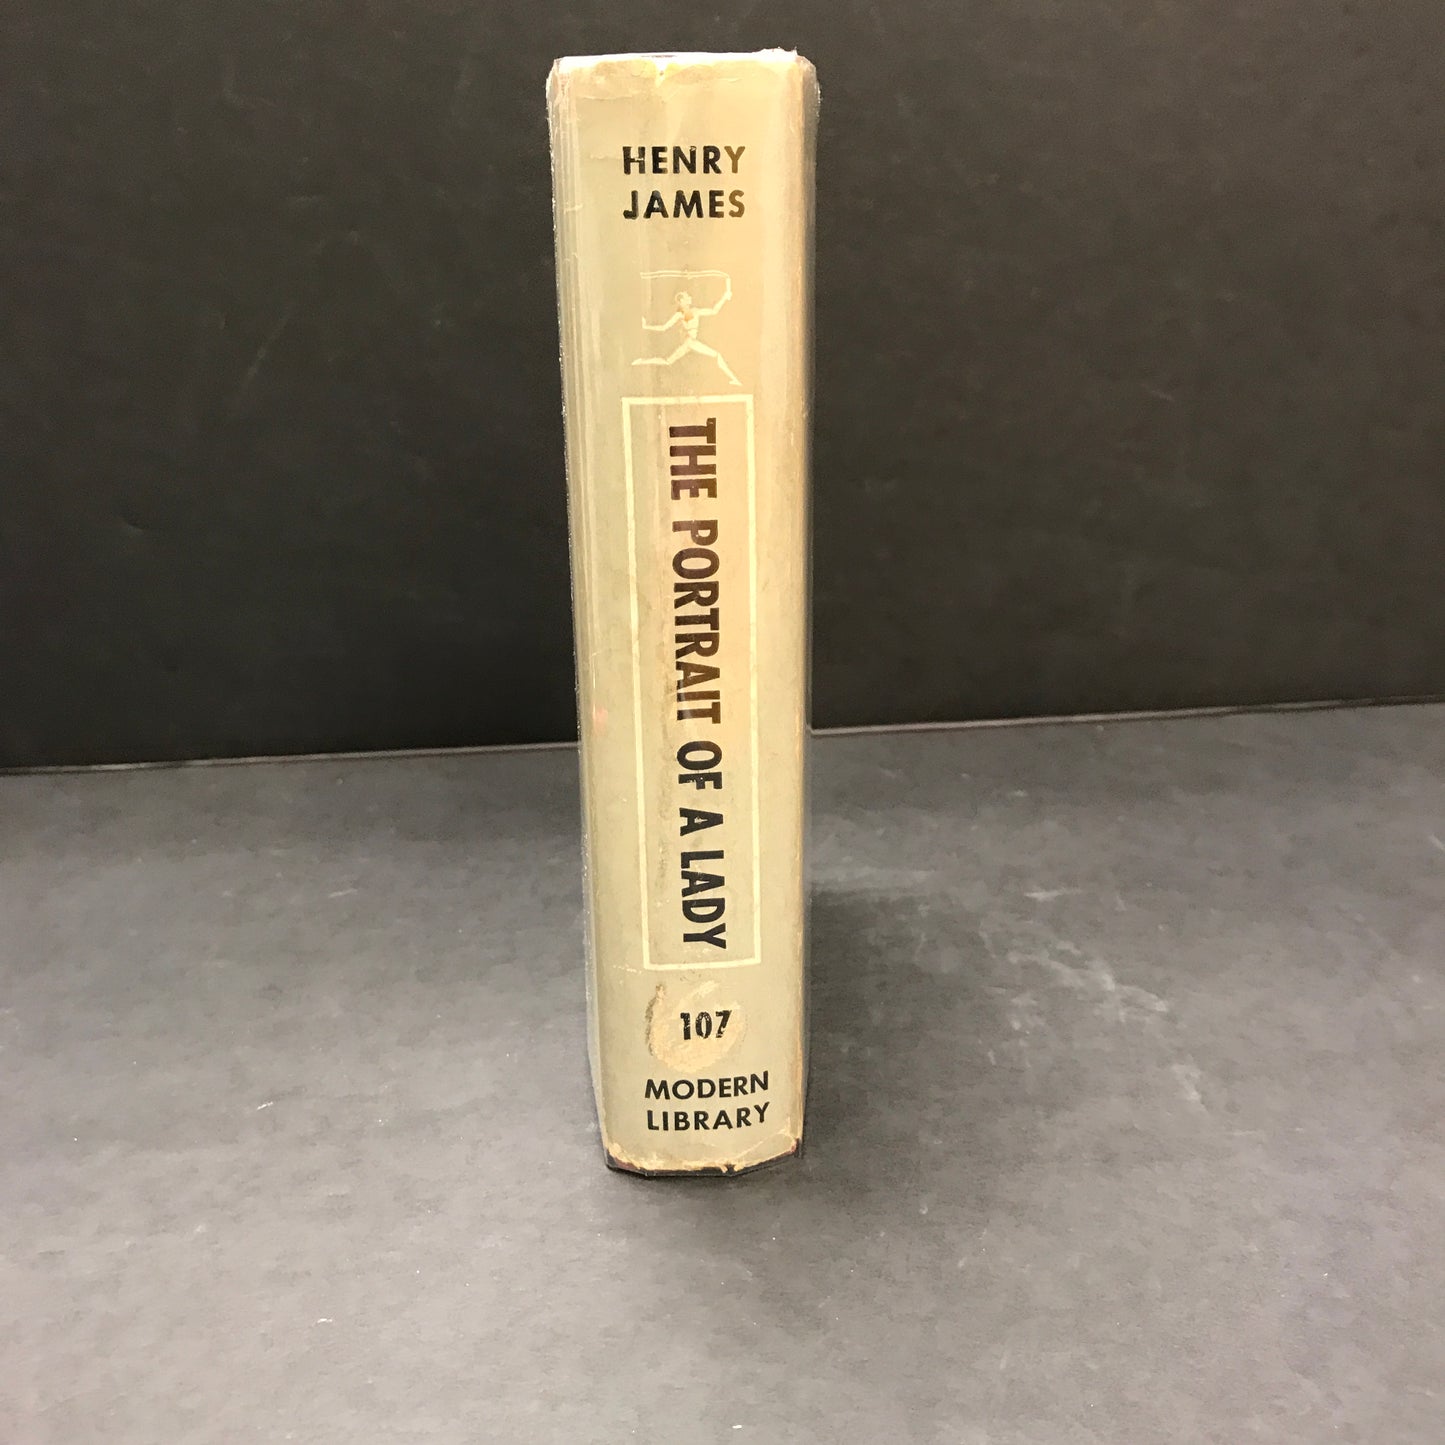 HENRY
JAMES
THE PORTRAIT OF A LADY
107
MODERN
LIBRARY